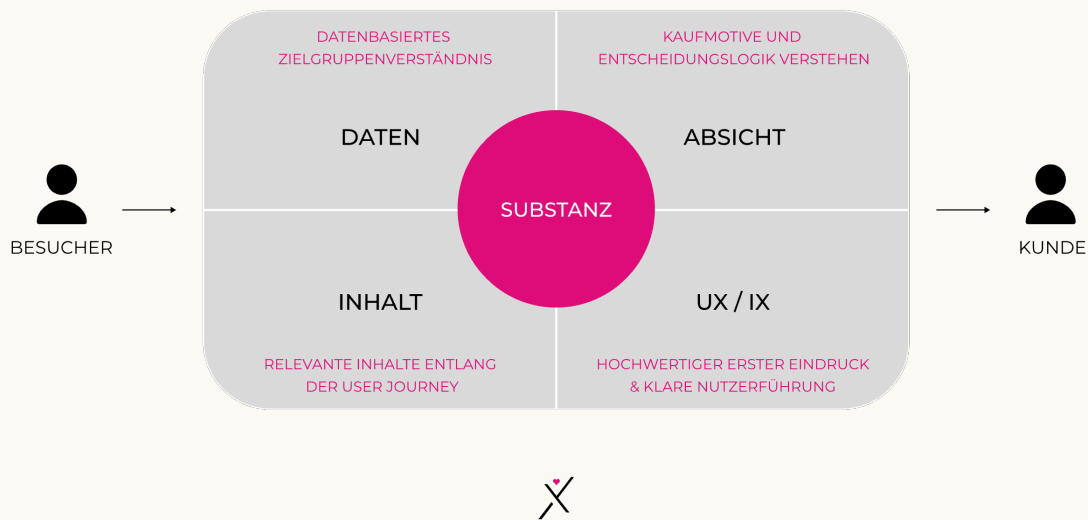 DATENBASIERTES
ZIELGRUPPENVERSTÄNDNIS
KAUFMOTIVE UND
ENTSCHEIDUNGSLOGIK VERSTEHEN
DATEN
ABSICHT
BESUCHER
SUBSTANZ
KUNDE
INHALT
UX / IX
RELEVANTE INHALTE ENTLANG
DER USER JOURNEY
HOCHWERTIGER ERSTER EINDRUCK
& KLARE NUTZERFÜHRUNG